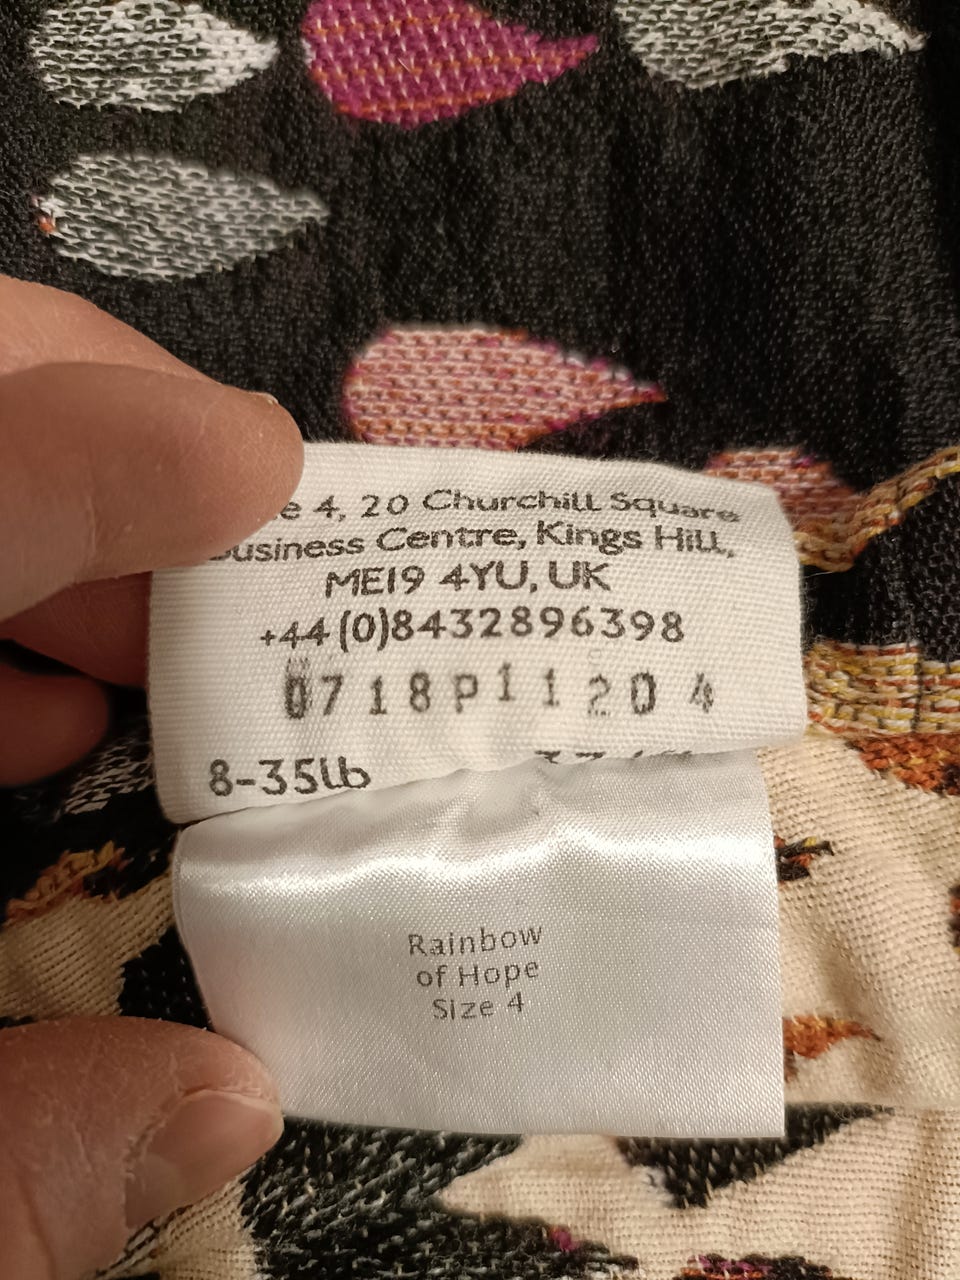 4, 20 Churchill Square
Business Centre, Kings Hill,
ME19 4YU, UK
+44 (0)8432896398
0718P11204
8-35lb
Rainbow
of Hope
Size 4